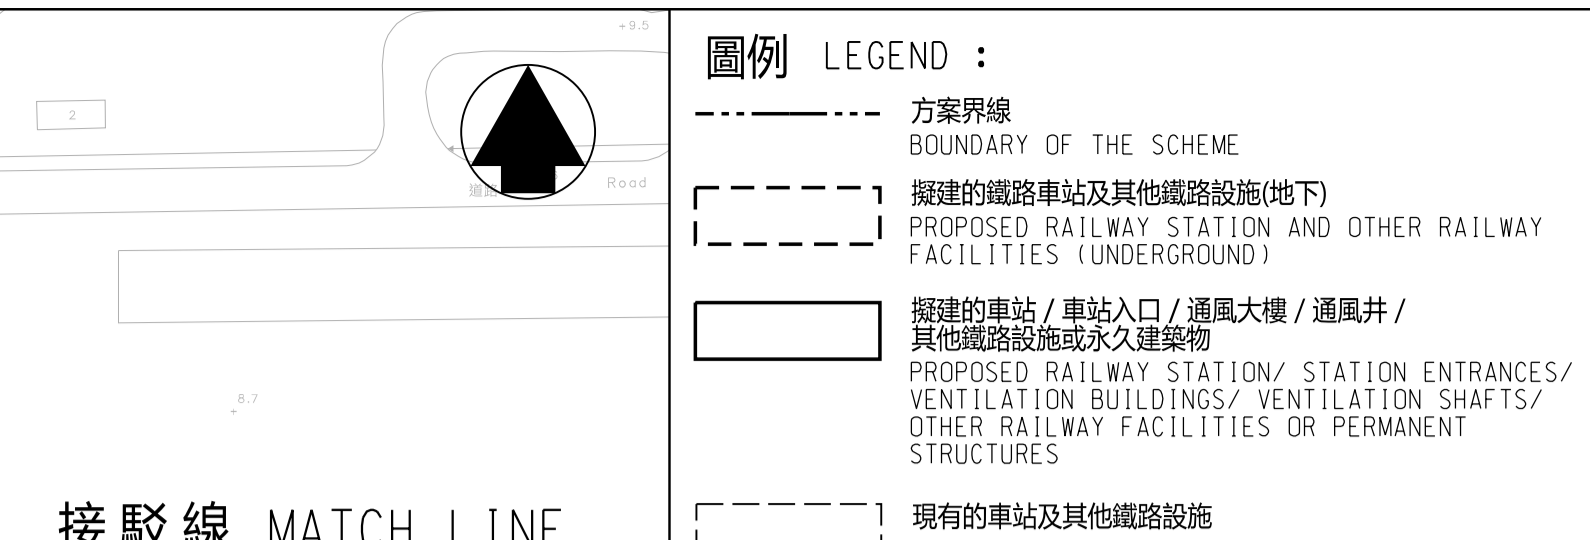 +9.5
2
道路
Road
8.7
接駁線 MATCH LINE
圖例 LEGEND :
方案界線
BOUNDARY OF THE SCHEME
擬建的鐵路車站及其他鐵路設施(地下)
PROPOSED RAILWAY STATION AND OTHER RAILWAY
FACILITIES (UNDERGROUND)
擬建的車站 / 車站入口 / 通風大樓 / 通風井 /
其他鐵路設施或永久建築物
PROPOSED RAILWAY STATION/ STATION ENTRANCES/
VENTILATION BUILDINGS/ VENTILATION SHAFTS/
OTHER RAILWAY FACILITIES OR PERMANENT
STRUCTURES
現有的車站及其他鐵路設施